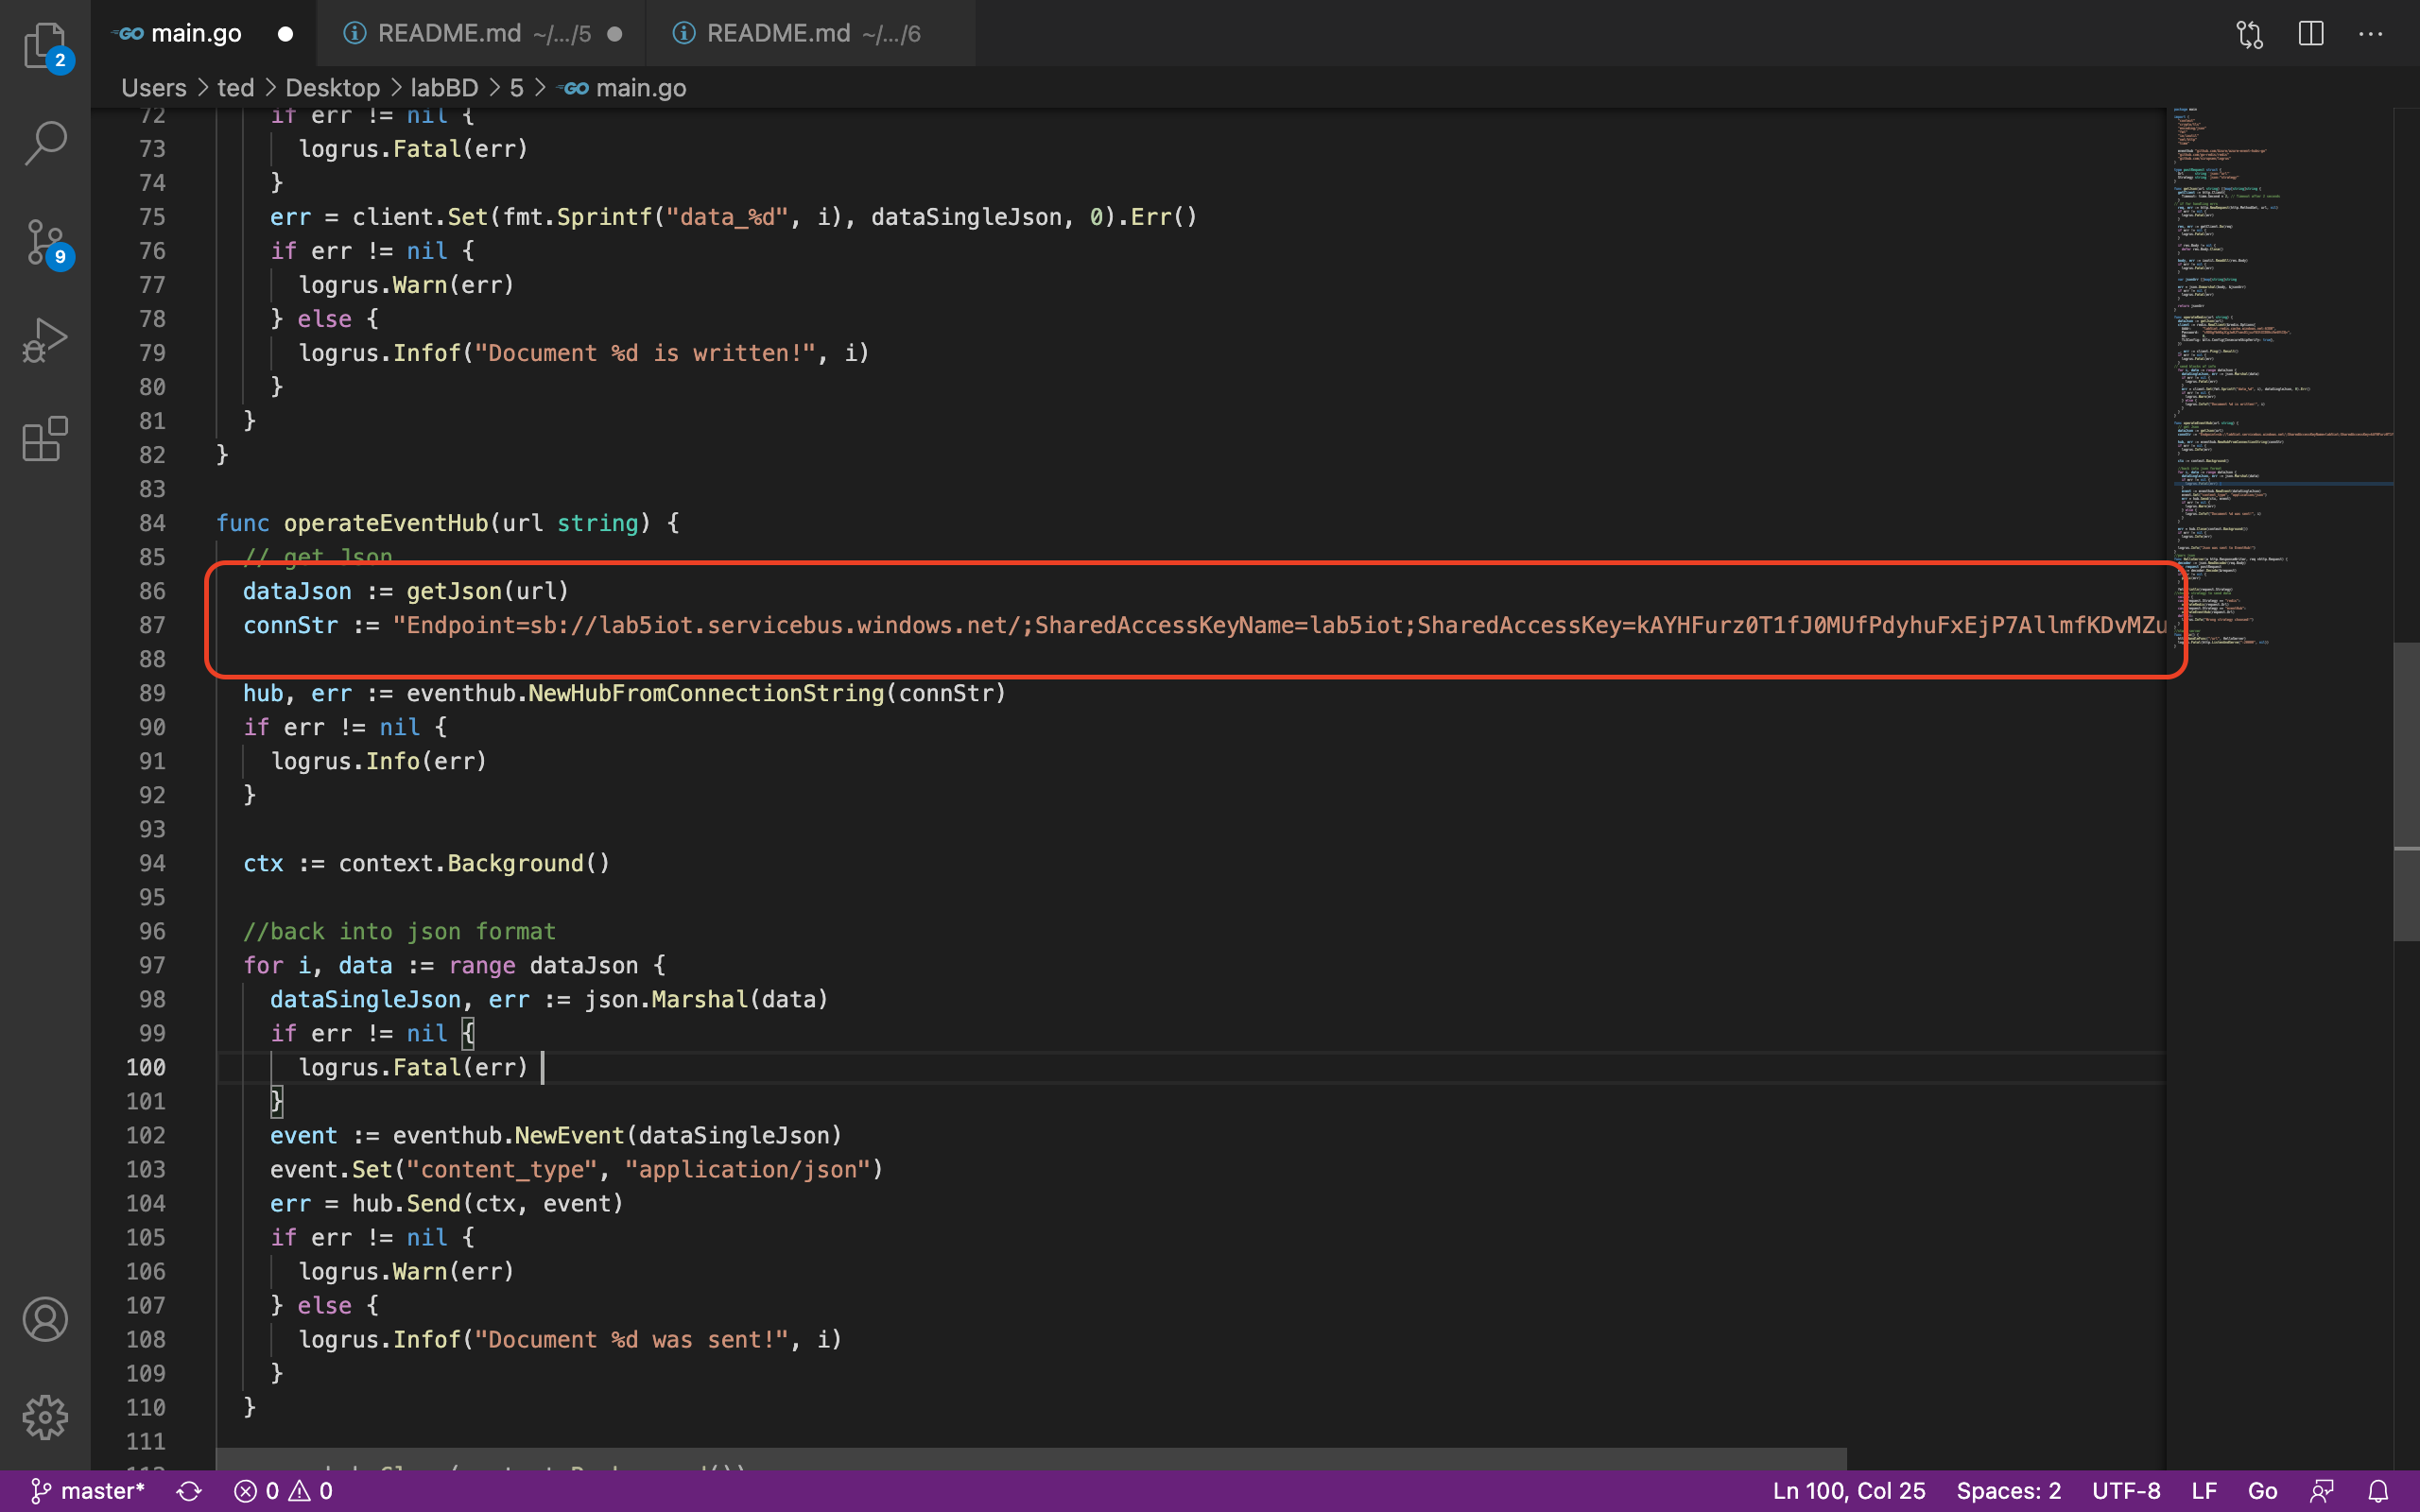 main.go README.md ~/.../5 README.md ~/.../6
2
Users > ted > Desktop > labBD > 5 > main.go
72 if err != nil {
73 logrus.Fatal(err)
74 }
75 err = client.Set(fmt.Sprintf("data_%d", i), dataSingleJson, 0).Err()
76 if err != nil {
77 logrus.Warn(err)
9
78 } else {
79 logrus.Infof("Document %d is written!", i)
80 }
81 }
82 }
83
84 func operateEventHub(url string) {
85 // get Json
86 dataJson := getJson(url)
87 connStr := "Endpoint=sb://lab5iot.servicebus.windows.net/;SharedAccessKeyName=lab5iot;SharedAccessKey=kAYHFurz0T1fJ0MUfPdyhuFxEjP7AllmfKDvMZu
88
89 hub, err := eventhub.NewHubFromConnectionString(connStr)
90 if err != nil {
91 logrus.Info(err)
92 }
93
94 ctx := context.Background()
95
96 //back into json format
97 for i, data := range dataJson {
98 dataSingleJson, err := json.Marshal(data)
99 if err != nil {
100 logrus.Fatal(err)
101 }
102 event := eventhub.NewEvent(dataSingleJson)
103 event.Set("content_type", "application/json")
104 err = hub.Send(ctx, event)
105 if err != nil {
106 logrus.Warn(err)
107 } else {
108 logrus.Infof("Document %d was sent!", i)
109 }
110 }
111
master* 0 0 Ln 100, Col 25 Spaces: 2 UTF-8 LF Go